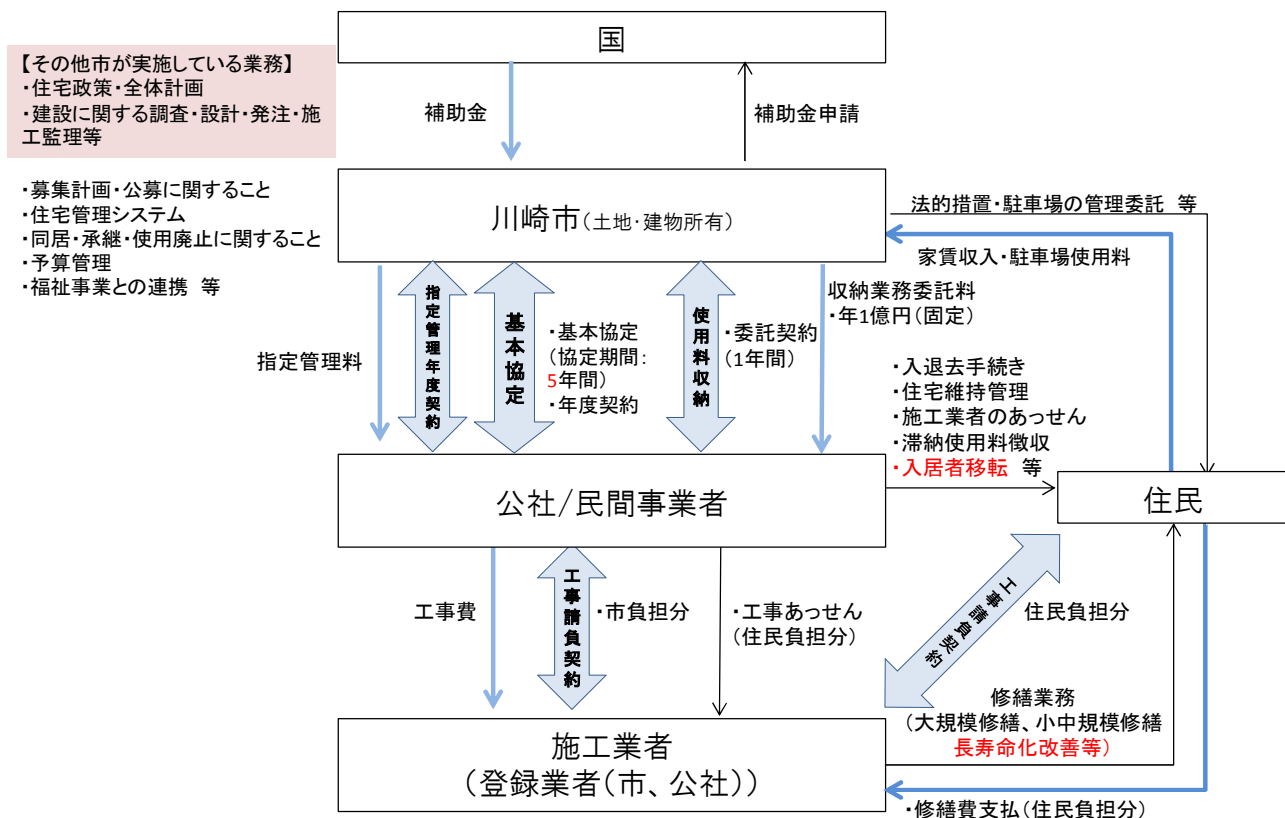 国
【その他市が実施している業務】
・住宅政策・全体計画
・建設に関する調査・設計・発注・施
工監理等
補助金
補助金申請
・募集計画・公募に関すること
・住宅管理システム
・同居・承継・使用廃止に関すること
・予算管理
・福祉事業との連携 等
川崎市(土地・建物所有)
法的措置・駐車場の管理委託 等
家賃収入・駐車場使用料
指定管理料
指定管理年度契約
基本協定
・基本協定
(協定期間:
5年間)
・年度契約
使用料収納
・委託契約
(1年間)
収納業務委託料
・年1億円(固定)
・入退去手続き
・住宅維持管理
・施工業者のあっせん
・滞納使用料徴収
・入居者移転 等
公社/民間事業者
住民
工事費
工事請負契約
・市負担分
・工事あっせん
(住民負担分)
工事請負契約
住民負担分
修繕業務
(大規模修繕、小中規模修繕
長寿命化改善等)
施工業者
(登録業者(市、公社))
・修繕費支払(住民負担分)